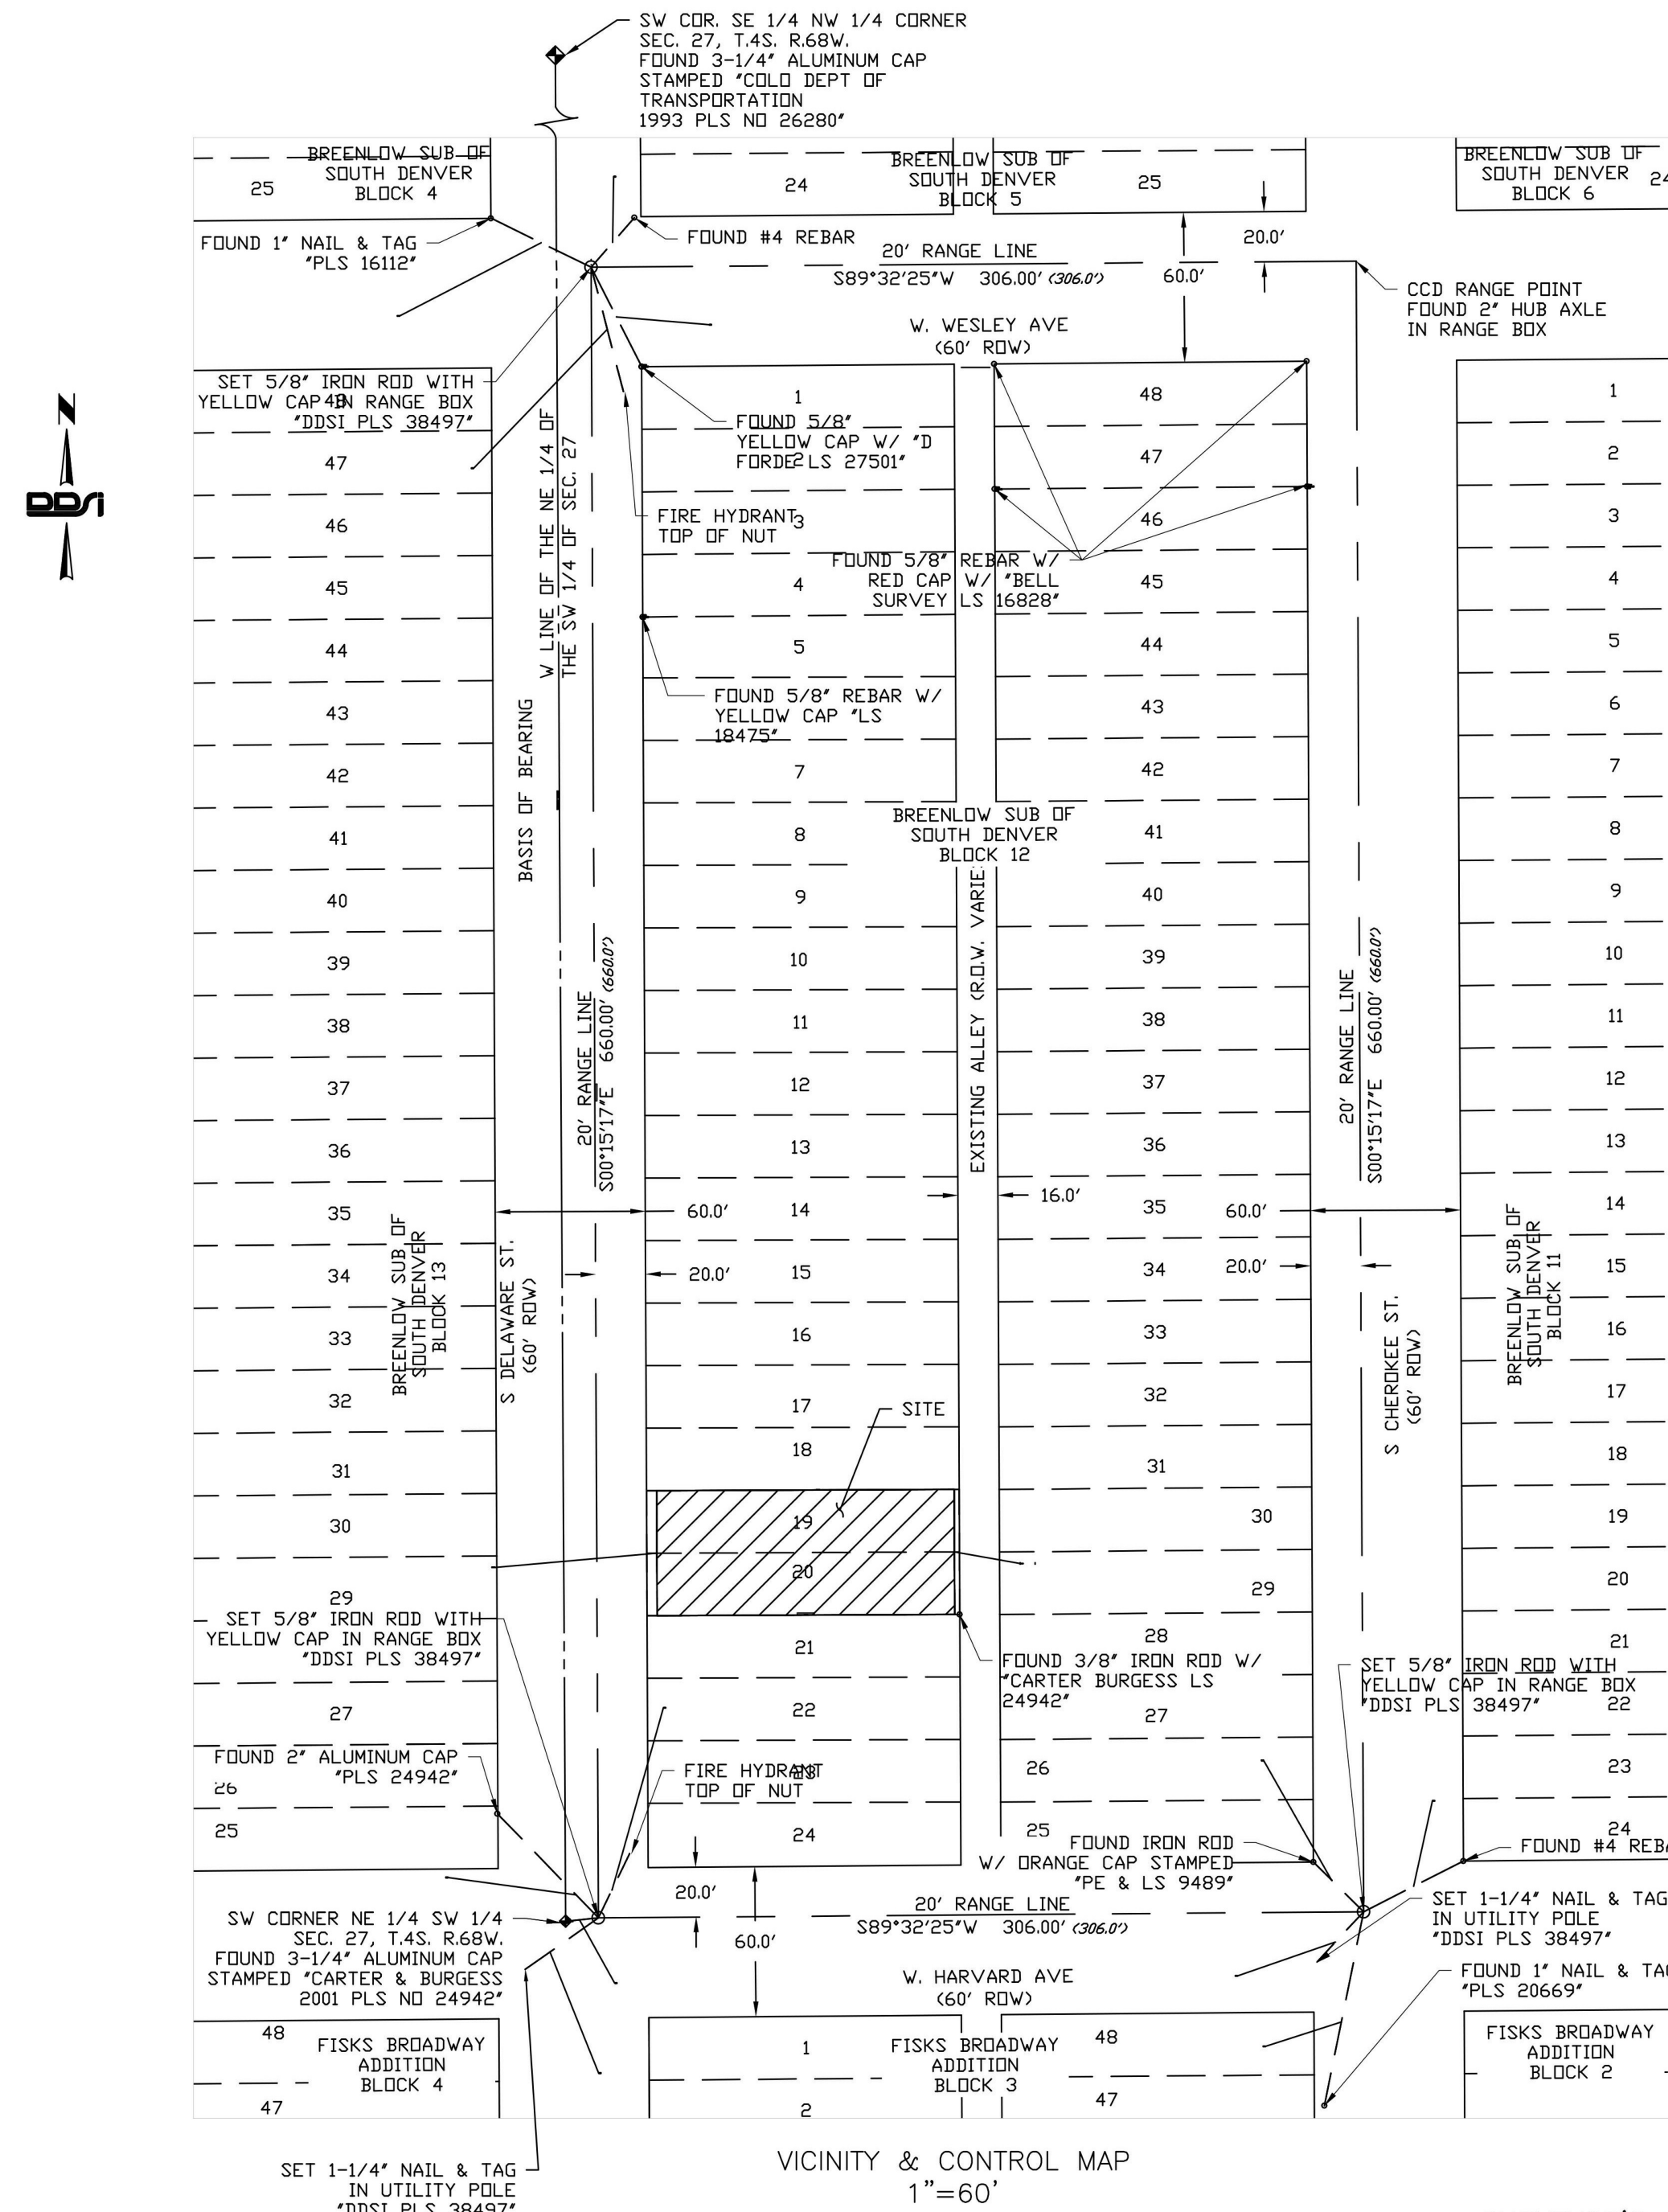 SW COR. SE 1/4 NW 1/4 CORNER
SEC. 27, T.4S. R.68W.
FOUND 3-1/4" ALUMINUM CAP
STAMPED "COLO DEPT OF
TRANSPORTATION
1993 PLS NO 26280"
BREENLOW SUB OF
SOUTH DENVER
BLOCK 4
25
24
BREENLOW SUB OF
SOUTH DENVER
BLOCK 5
25
BREENLOW SUB OF
SOUTH DENVER
BLOCK 6
24
FOUND 1" NAIL & TAG
"PLS 16112"
FOUND #4 REBAR
20' RANGE LINE
S89°32'25"W 306.00' (306.0')
60.0'
20.0'
CCD RANGE POINT
FOUND 2" HUB AXLE
IN RANGE BOX
W. WESLEY AVE
(60' ROW)
N
DDSi
SET 5/8" IRON ROD WITH
YELLOW CAP IN RANGE BOX
"DDSI PLS 38497"
48
47
46
45
44
43
42
41
40
39
38
37
36
35
34
33
32
31
30
29
BREENLOW SUB OF
SOUTH DENVER
BLOCK 13
SET 5/8" IRON ROD WITH
YELLOW CAP IN RANGE BOX
"DDSI PLS 38497"
27
FOUND 2" ALUMINUM CAP
"PLS 24942"
26
25
W LINE OF THE NE 1/4 OF
THE SW 1/4 OF SEC. 27
BASIS OF BEARING
20' RANGE LINE
S00°15'17"E 660.00' (660.0')
60.0'
20.0'
S DELAWARE ST.
(60' ROW)
1
FOUND 5/8"
YELLOW CAP W/ "D
FORDE LS 27501"
2
FIRE HYDRANT
TOP OF NUT
3
4
5
FOUND 5/8" REBAR W/
YELLOW CAP "LS
18475"
7
8
9
10
11
12
13
14
15
16
17
18
SITE
19
20
21
22
FIRE HYDRANT
TOP OF NUT
23
24
BREENLOW SUB OF
SOUTH DENVER
BLOCK 12
EXISTING ALLEY (R.O.W. VARIE
16.0'
FOUND 3/8" IRON ROD W/
"CARTER BURGESS LS
24942"
48
47
46
FOUND 5/8" REBAR W/
RED CAP W/ "BELL
SURVEY LS 16828"
45
44
43
42
41
40
39
38
37
36
35
34
33
32
31
30
29
28
27
26
25
FOUND IRON ROD
W/ ORANGE CAP STAMPED
"PE & LS 9489"
20' RANGE LINE
S00°15'17"E 660.00' (660.0')
60.0'
20.0'
S CHEROKEE ST.
(60' ROW)
1
2
3
4
5
6
7
8
9
10
11
12
13
14
15
16
17
18
19
20
21
22
23
24
BREENLOW SUB OF
SOUTH DENVER
BLOCK 11
SET 5/8" IRON ROD WITH
YELLOW CAP IN RANGE BOX
"DDSI PLS 38497"
FOUND #4 REBA
SET 1-1/4" NAIL & TAG
IN UTILITY POLE
"DDSI PLS 38497"
FOUND 1" NAIL & TAG
"PLS 20669"
SW CORNER NE 1/4 SW 1/4
SEC. 27, T.4S. R.68W.
FOUND 3-1/4" ALUMINUM CAP
STAMPED "CARTER & BURGESS
2001 PLS NO 24942"
20.0'
60.0'
20' RANGE LINE
S89°32'25"W 306.00' (306.0')
W. HARVARD AVE
(60' ROW)
48
47
FISKS BROADWAY
ADDITION
BLOCK 4
1
2
FISKS BROADWAY
ADDITION
BLOCK 3
48
47
FISKS BROADWAY
ADDITION
BLOCK 2
SET 1-1/4" NAIL & TAG
IN UTILITY POLE
"DDSI PLS 38497"
VICINITY & CONTROL MAP
1"=60'